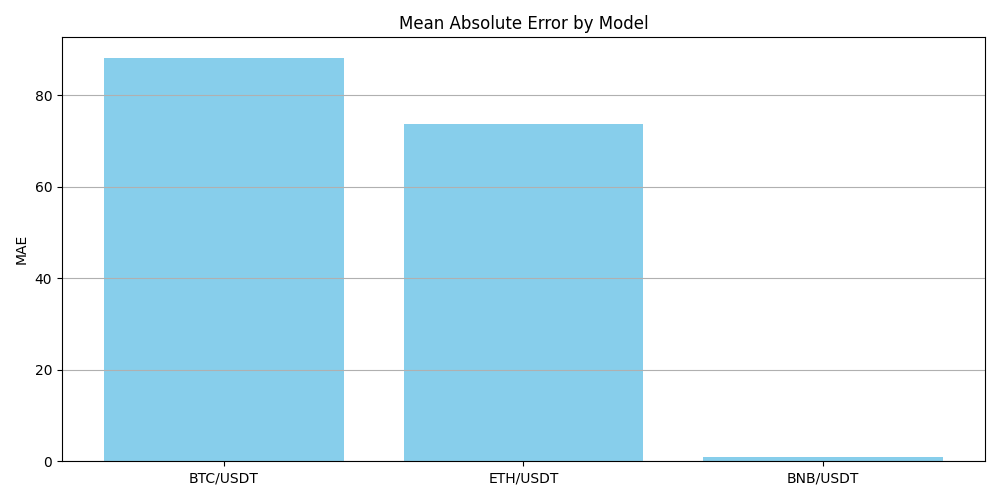 Mean Absolute Error by Model
80
60
40
20
0
MAE
BTC/USDT
ETH/USDT
BNB/USDT